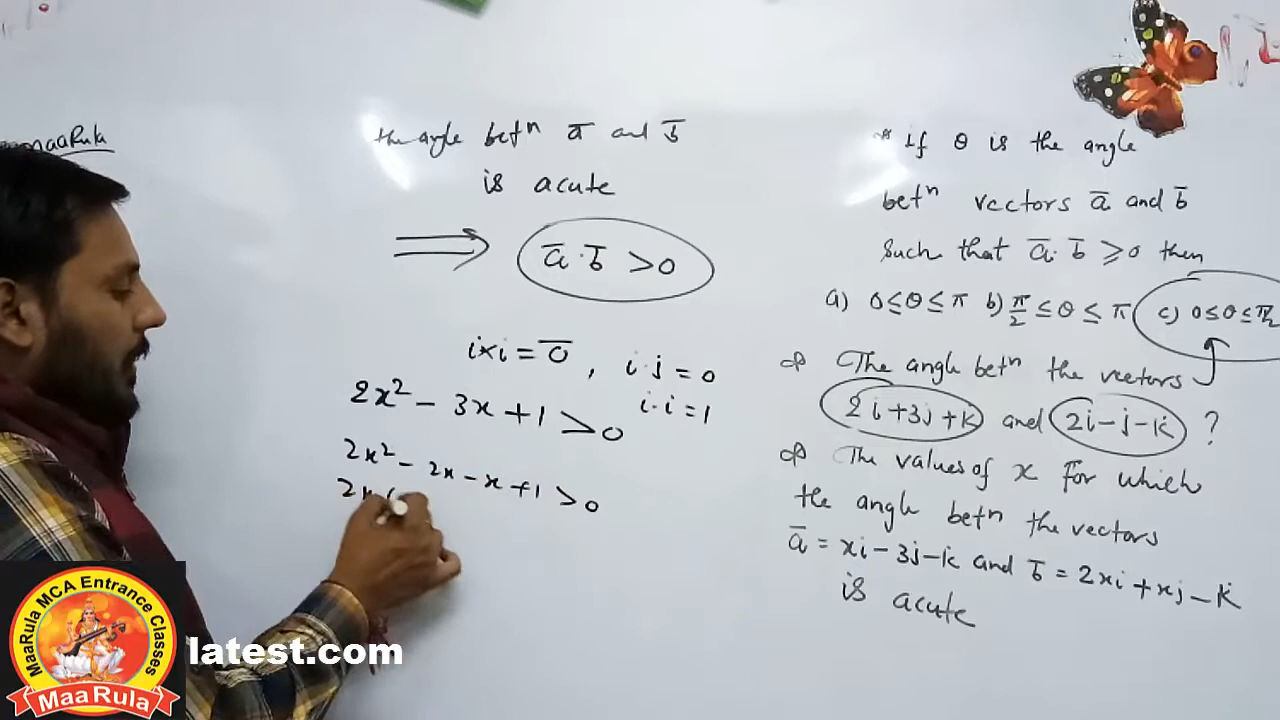 maaRula
the angle betⁿ a̅ and b̅
is acute
⟹ a̅·b̅ >0
i×i = 0̅ , i·j = 0
i·i = 1
2x² − 3x + 1 > 0
2x² − 2x − x + 1 > 0
2x(
* If θ is the angle
betⁿ vectors a̅ and b̅
Such that a̅·b̅ ⩾ 0 then
a) 0≤θ≤π b) π/2 ≤ θ ≤ π c) 0≤θ≤π/2
The angle betⁿ the vectors
2i+3j+k and 2i−j−k ?
The values of x for which
the angle betⁿ the vectors
a̅ = xi − 3j − k and b̅ = 2xi + xj − k
is acute
MaaRula MCA Entrance Classes
MaaRula
latest.com